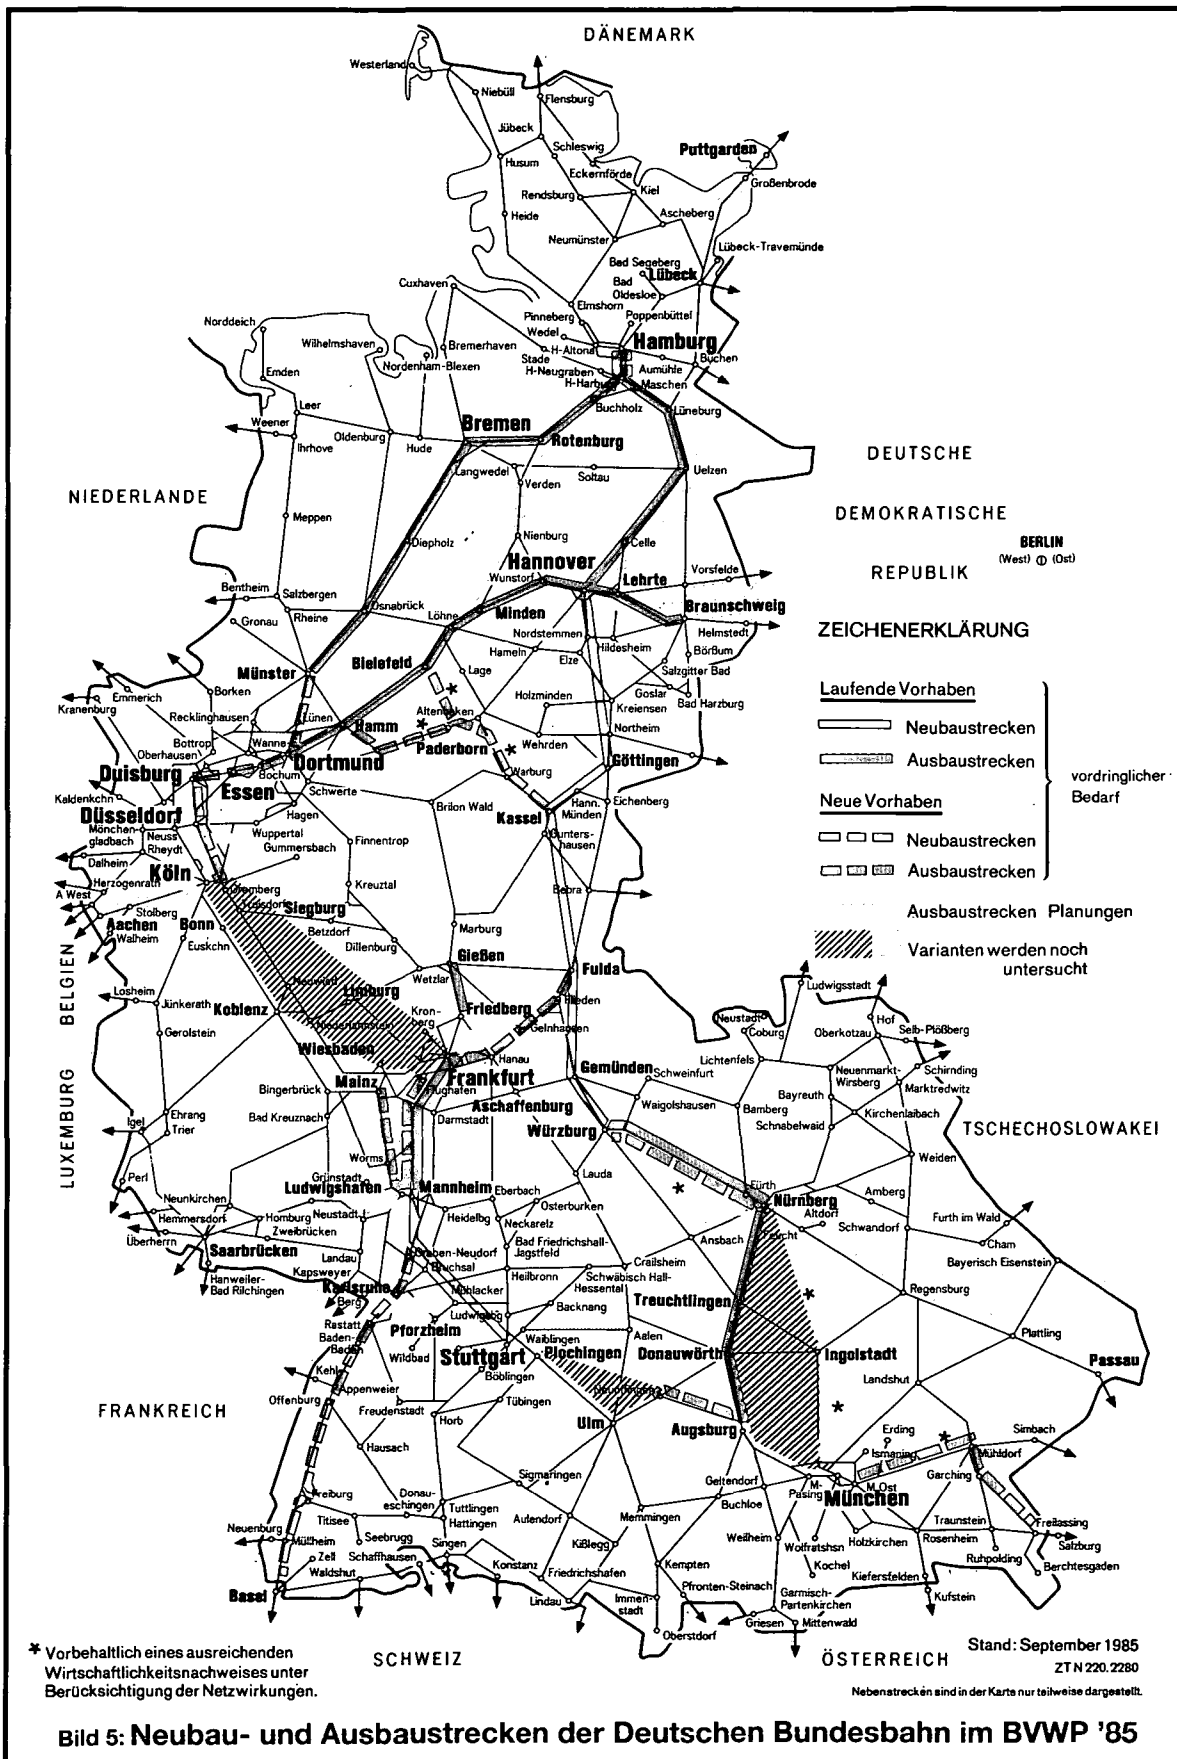 DÄNEMARK
Westerland
Niebüll
Flensburg
Jübeck
Schleswig
Husum
Eckernförde
Puttgarden
Großenbrode
Rendsburg
Kiel
Heide
Ascheberg
Neumünster
Lübeck-Travemünde
Bad Segeberg
Lübeck
Bad
Oldesloe
Cuxhaven
Elmshorn
Pinneberg
Poppenbüttel
Wedel
Hamburg
Norddeich
Wilhelmshaven
Bremerhaven
Nordenham-Blexen
H-Altona
Stade
H-Neugraben
Aumühle
Büchen
H-Harburg
Maschen
Emden
Buchholz
Lüneburg
Leer
Bremen
Weener
Ihrhove
Oldenburg
Hude
Rotenburg
Langwedel
Verden
Soltau
Uelzen
DEUTSCHE
NIEDERLANDE
Meppen
Diepholz
Nienburg
Celle
DEMOKRATISCHE
BERLIN
(West) (Ost)
Hannover
Wunstorf
Lehrte
Vorsfelde
REPUBLIK
Bentheim
Salzbergen
Rheine
Osnabrück
Löhne
Minden
Braunschweig
Gronau
Nordstemmen
Hildesheim
Helmstedt
Hameln
Elze
Börßum
ZEICHENERKLÄRUNG
Münster
Bielefeld
Lage
Salzgitter Bad
Emmerich
Borken
Kranenburg
Altenbeken
Holzminden
Goslar
Kreiensen
Bad Harzburg
Laufende Vorhaben
Recklinghausen
Lünen
Hamm
Northeim
Neubaustrecken
Bottrop
Wanne-
Oberhausen
Dortmund
Paderborn
Wehrden
Göttingen
Ausbaustrecken
Duisburg
Bochum
Essen
Schwerte
Warburg
vordringlicher
Bedarf
Kaldenkchn
Brilon Wald
Hann.
Münden
Eichenberg
Neue Vorhaben
Düsseldorf
Hagen
Kassel
Mönchen-
gladbach
Neuss
Rheydt
Wuppertal
Gummersbach
Finnentrop
Gunters-
hausen
Neubaustrecken
Dalheim
Köln
Ausbaustrecken
Herzogenrath
Kreuztal
Bebra
A West
Stolberg
Troisdorf
Siegburg
Ausbaustrecken Planungen
Aachen
Walheim
Bonn
Betzdorf
Marburg
Euskchn
Dillenburg
Varianten werden noch
untersucht
Gießen
Fulda
BELGIEN
Wetzlar
Losheim
Jünkerath
Neuwied
Limburg
Flieden
Ludwigsstadt
Koblenz
Kron-
berg
Friedberg
Gelnhausen
Neustadt
Coburg
Hof
Gerolstein
Niederlahnstein
Oberkotzau
Selb-Plößberg
Wiesbaden
Hanau
Lichtenfels
Neuenmarkt-
Wirsberg
Schirnding
Frankfurt
Gemünden
Schweinfurt
Marktredwitz
LUXEMBURG
Mainz
Bingerbrück
Flughafen
Aschaffenburg
Waigolshausen
Bayreuth
Bamberg
Kirchenlaibach
Bad Kreuznach
Darmstadt
Würzburg
Schnabelwaid
TSCHECHOSLOWAKEI
Igel
Ehrang
Trier
Worms
Weiden
Perl
Grünstadt
Lauda
Fürth
Neunkirchen
Ludwigshafen
Mannheim
Eberbach
Nürnberg
Amberg
Hemmersdorf
Homburg
Neustadt
Heidelbg
Osterburken
Altdorf
Furth im Wald
Zweibrücken
Neckarelz
Schwandorf
Überherrn
Feucht
Cham
Saarbrücken
Landau
Graben-Neudorf
Bad Friedrichshall-
Jagstfeld
Ansbach
Bayerisch Eisenstein
Hanweiler-
Bad Rilchingen
Kapsweyer
Bruchsal
Heilbronn
Crailsheim
Schwäbisch Hall-
Hessental
Karlsruhe
Mühlacker
Berg
Treuchtlingen
Regensburg
Rastatt
Ludwigsbg
Backnang
Baden-
Baden
Pforzheim
Waiblingen
Aalen
Plattling
Wildbad
Stuttgart
Plochingen
Donauwörth
Ingolstadt
Passau
Kehl
Böblingen
Landshut
Appenweier
Offenburg
Freudenstadt
Tübingen
FRANKREICH
Horb
Ulm
Augsburg
Hausach
Erding
Simbach
Ismaning
Mühldorf
Sigmaringen
Geltendorf
Garching
Freiburg
Donau-
eschingen
M-
Pasing
M.Ost
Buchloe
München
Titisee
Tuttlingen
Aulendorf
Memmingen
Traunstein
Freilassing
Neuenburg
Hattingen
Müllheim
Seebrugg
Weilheim
Wolfratshsn
Holzkirchen
Rosenheim
Salzburg
Zell
Singen
Kißlegg
Ruhpolding
Waldshut
Schaffhausen
Konstanz
Kempten
Kochel
Kiefersfelden
Berchtesgaden
Basel
Friedrichshafen
Pfronten-Steinach
Garmisch-
Partenkirchen
Kufstein
Lindau
Immen-
stadt
Griesen
Mittenwald
Oberstdorf
* Vorbehaltlich eines ausreichenden
Wirtschaftlichkeitsnachweises unter
Berücksichtigung der Netzwirkungen.
SCHWEIZ
ÖSTERREICH
Stand: September 1985
ZT N 220.2280
Nebenstrecken sind in der Karte nur teilweise dargestellt.
Bild 5: Neubau- und Ausbaustrecken der Deutschen Bundesbahn im BVWP '85